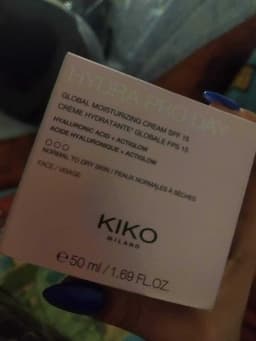 HYDRA PRO DAY
GLOBAL MOISTURIZING CREAM SPF 15
CRÈME HYDRATANTE* GLOBALE FPS 15
HYALURONIC ACID + ACTIGLOW
ACIDE HYALURONIQUE + ACTIGLOW
NORMAL TO DRY SKIN / PEAUX NORMALES À SÈCHES
FACE / VISAGE
KIKO
MILANO
e 50 ml / 1.69 FL.OZ.